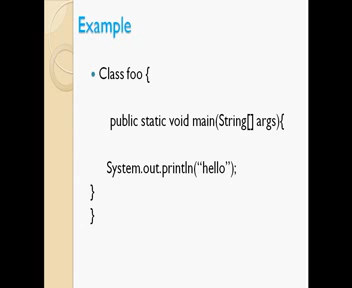 Example
• Class foo {
public static void main(String[] args){
System.out.println(“hello”);
}
}